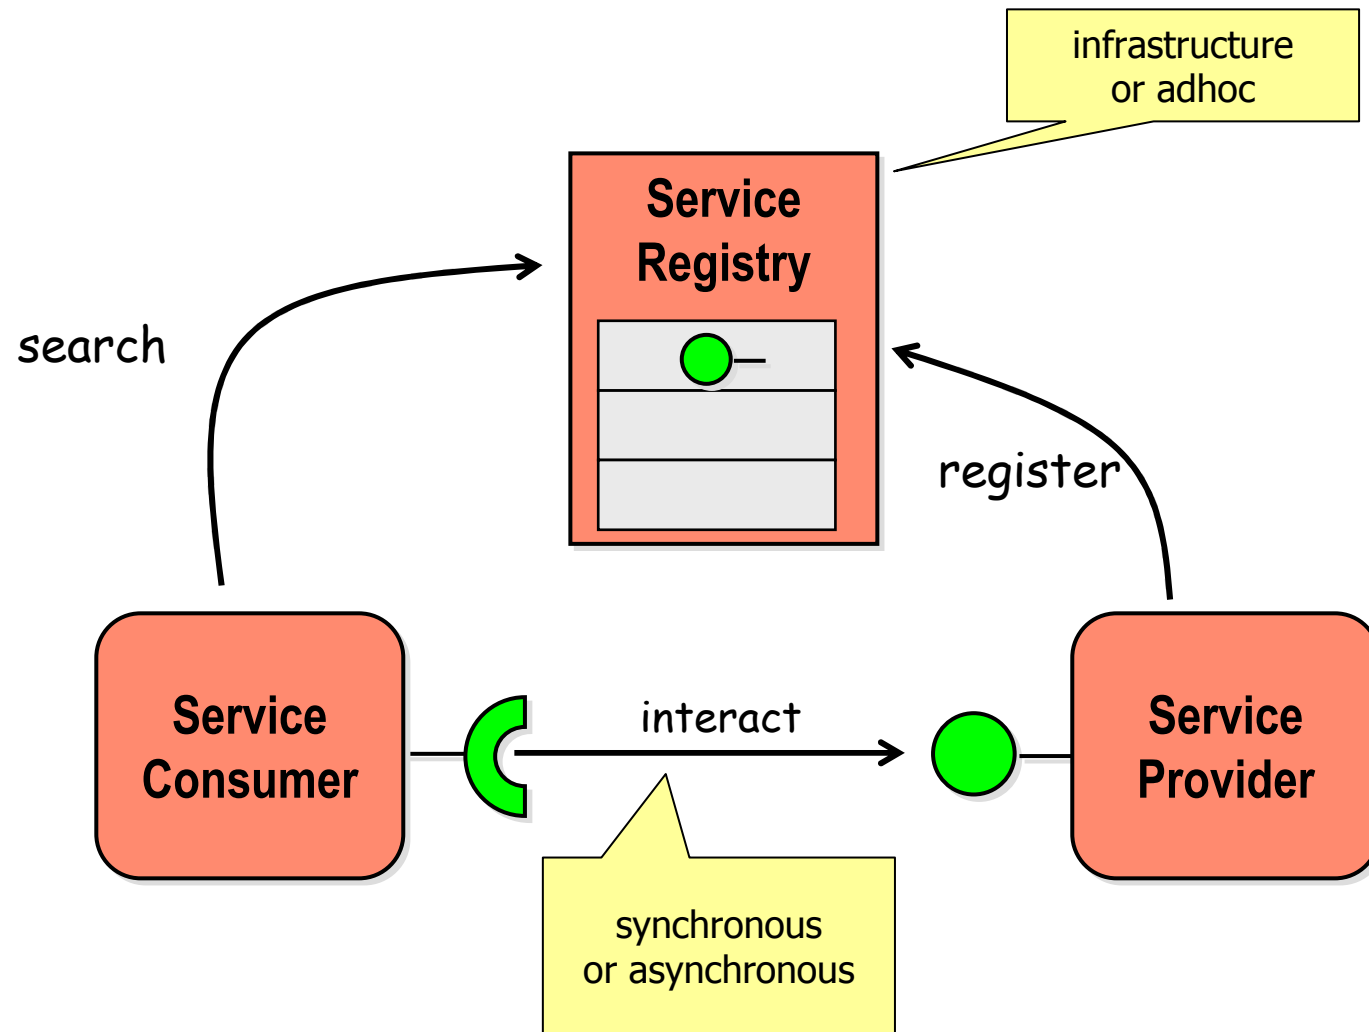 infrastructure
or adhoc
Service
Registry
search
register
Service
Consumer
interact
Service
Provider
synchronous
or asynchronous